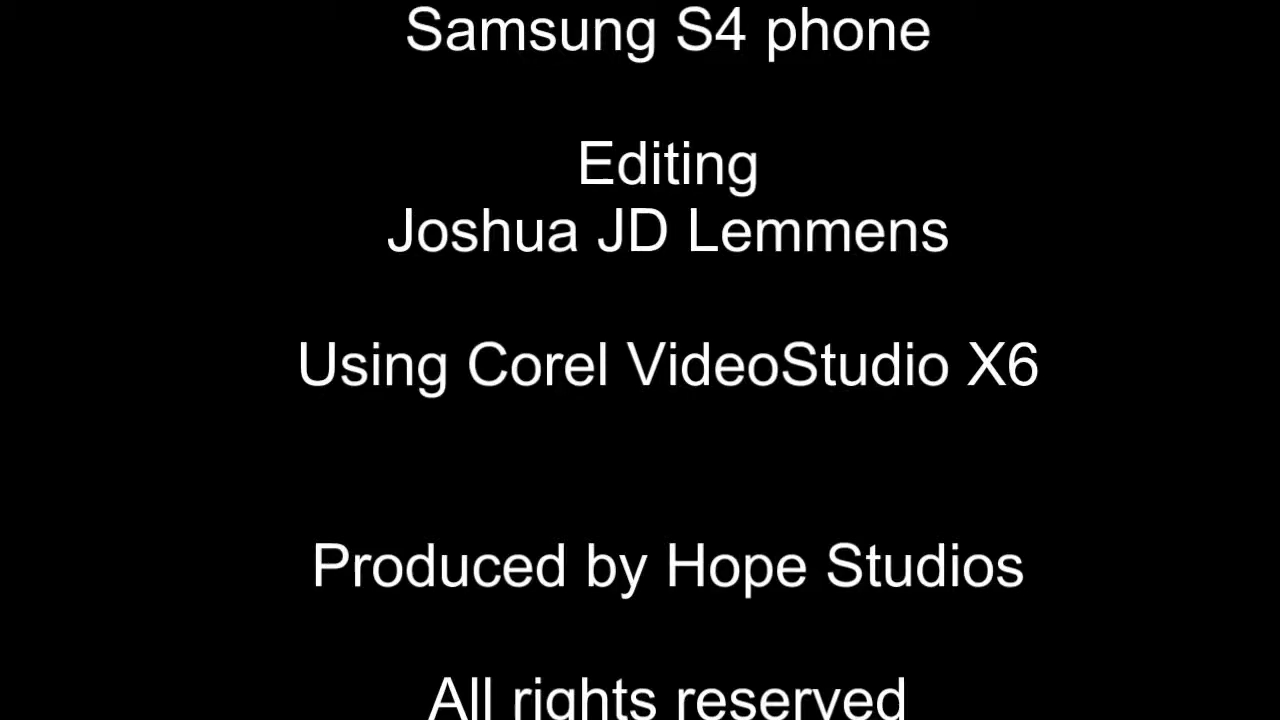 Samsung S4 phone
Editing
Joshua JD Lemmens
Using Corel VideoStudio X6
Produced by Hope Studios
All rights reserved